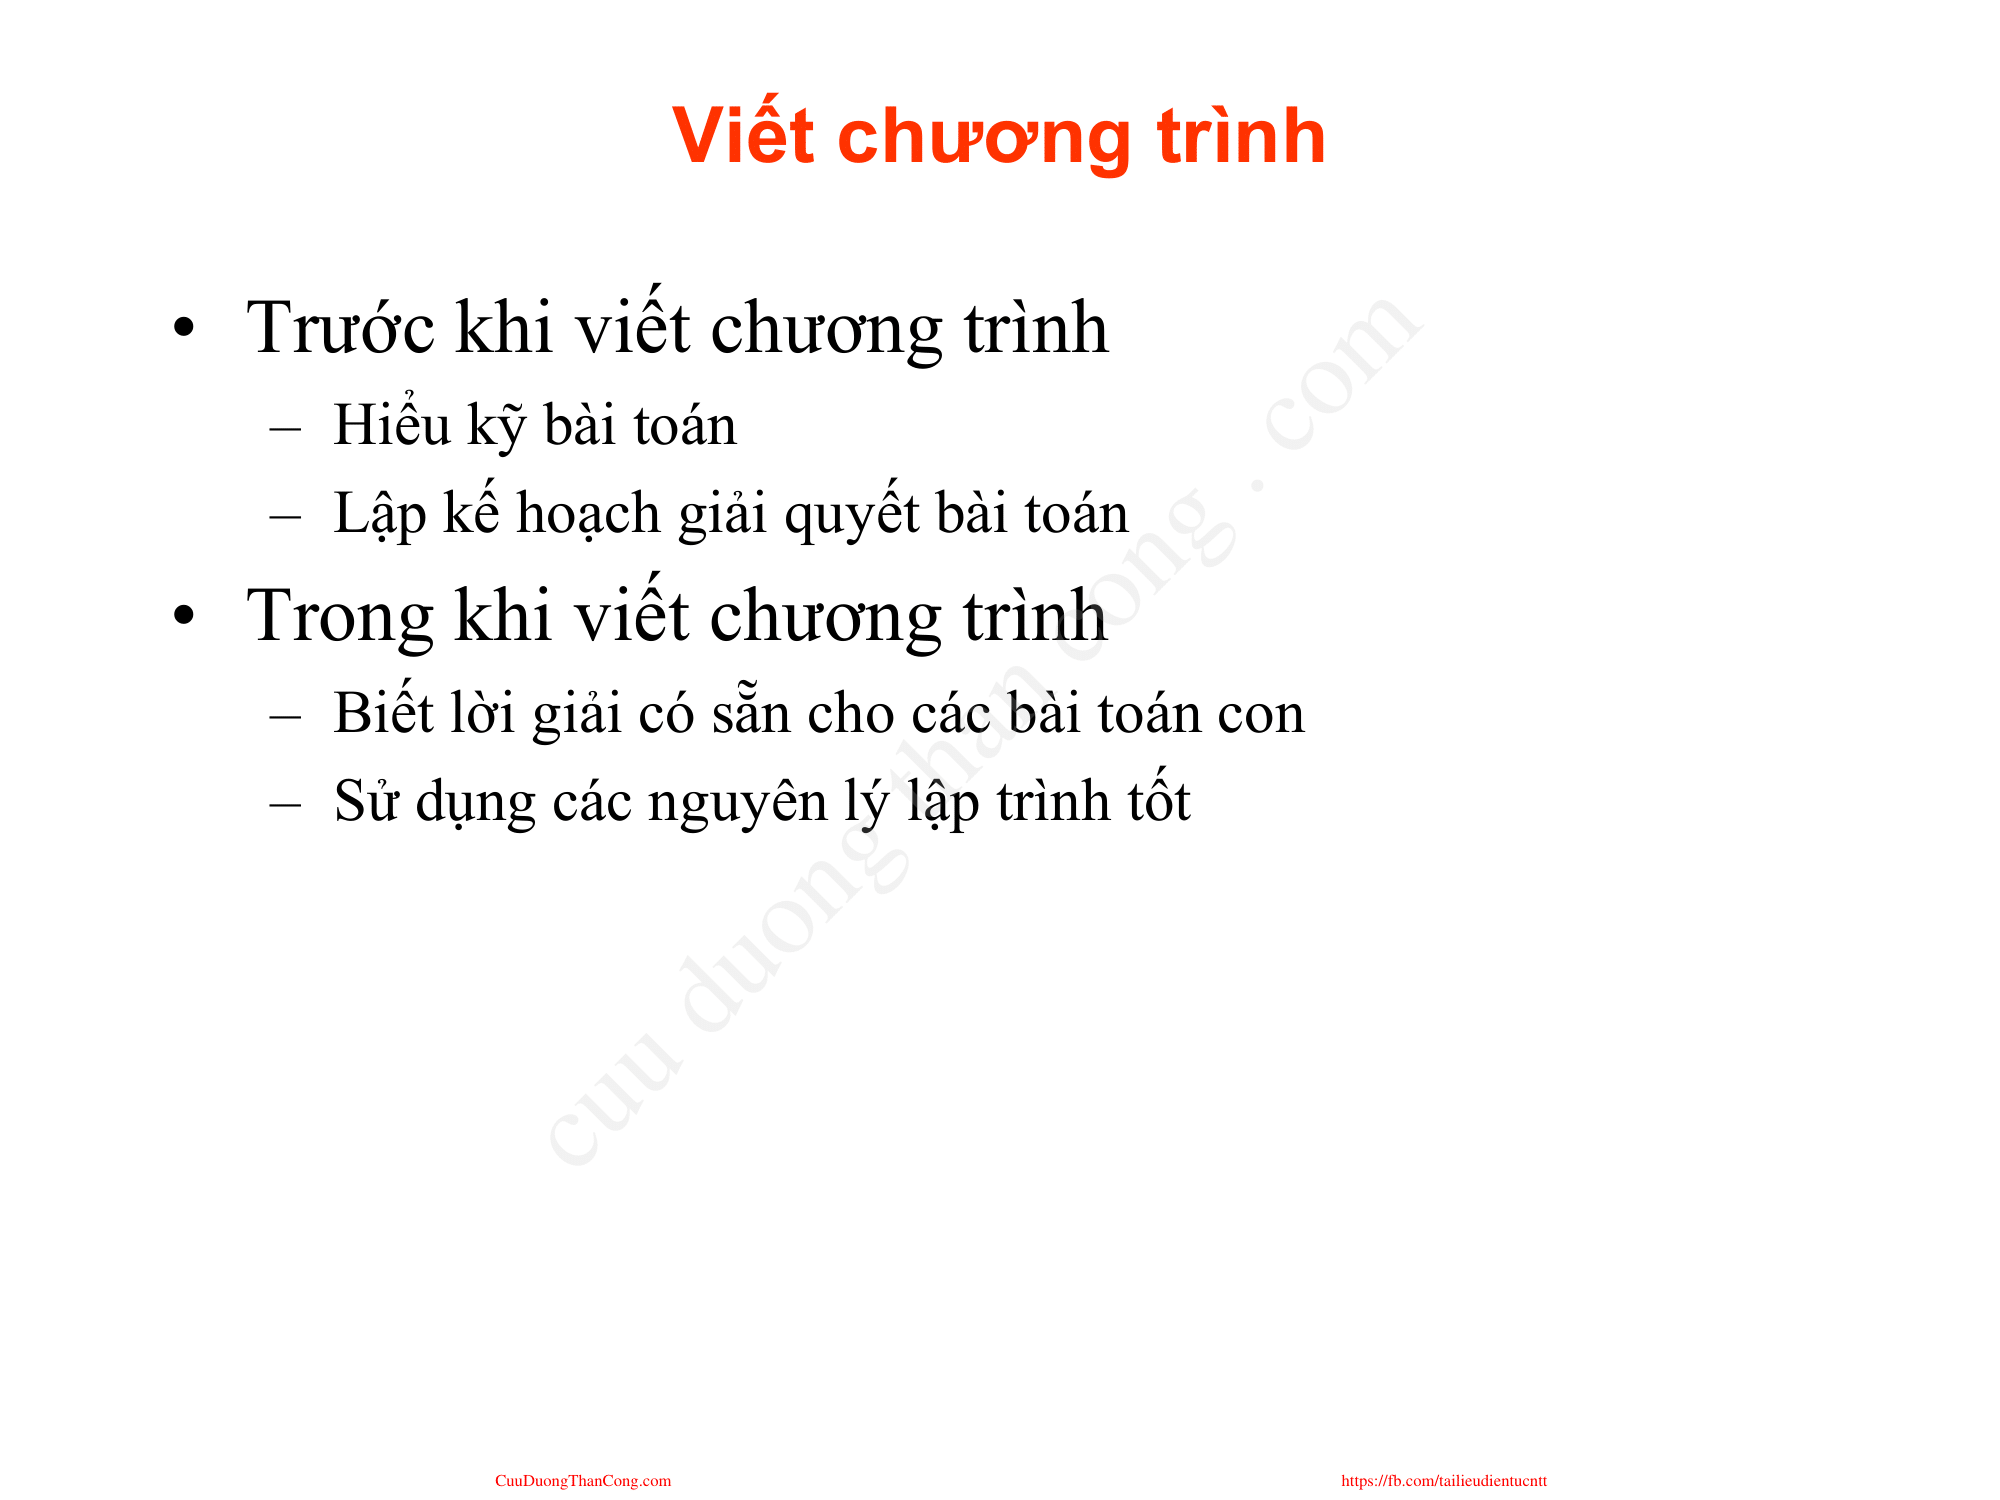 Viết chương trình
• Trước khi viết chương trình
– Hiểu kỹ bài toán
– Lập kế hoạch giải quyết bài toán
• Trong khi viết chương trình
– Biết lời giải có sẵn cho các bài toán con
– Sử dụng các nguyên lý lập trình tốt
cuu duong than cong . com
CuuDuongThanCong.com
https://fb.com/tailieudientucntt